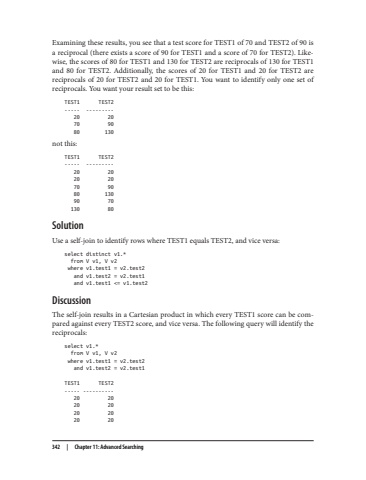 Examining these results, you see that a test score for TEST1 of 70 and TEST2 of 90 is
a reciprocal (there exists a score of 90 for TEST1 and a score of 70 for TEST2). Like-
wise, the scores of 80 for TEST1 and 130 for TEST2 are reciprocals of 130 for TEST1
and 80 for TEST2. Additionally, the scores of 20 for TEST1 and 20 for TEST2 are
reciprocals of 20 for TEST2 and 20 for TEST1. You want to identify only one set of
reciprocals. You want your result set to be this:
TEST1      TEST2
----- ---------
20         20
70         90
80        130
not this:
TEST1      TEST2
----- ---------
20         20
20         20
70         90
80        130
90         70
130         80
Solution
Use a self-join to identify rows where TEST1 equals TEST2, and vice versa:
select distinct v1.*
from V v1, V v2
where v1.test1 = v2.test2
and v1.test2 = v2.test1
and v1.test1 <= v1.test2
Discussion
The self-join results in a Cartesian product in which every TEST1 score can be com-
pared against every TEST2 score, and vice versa. The following query will identify the
reciprocals:
select v1.*
from V v1, V v2
where v1.test1 = v2.test2
and v1.test2 = v2.test1
TEST1      TEST2
----- ----------
20         20
20         20
20         20
20         20
342 | Chapter 11: Advanced Searching